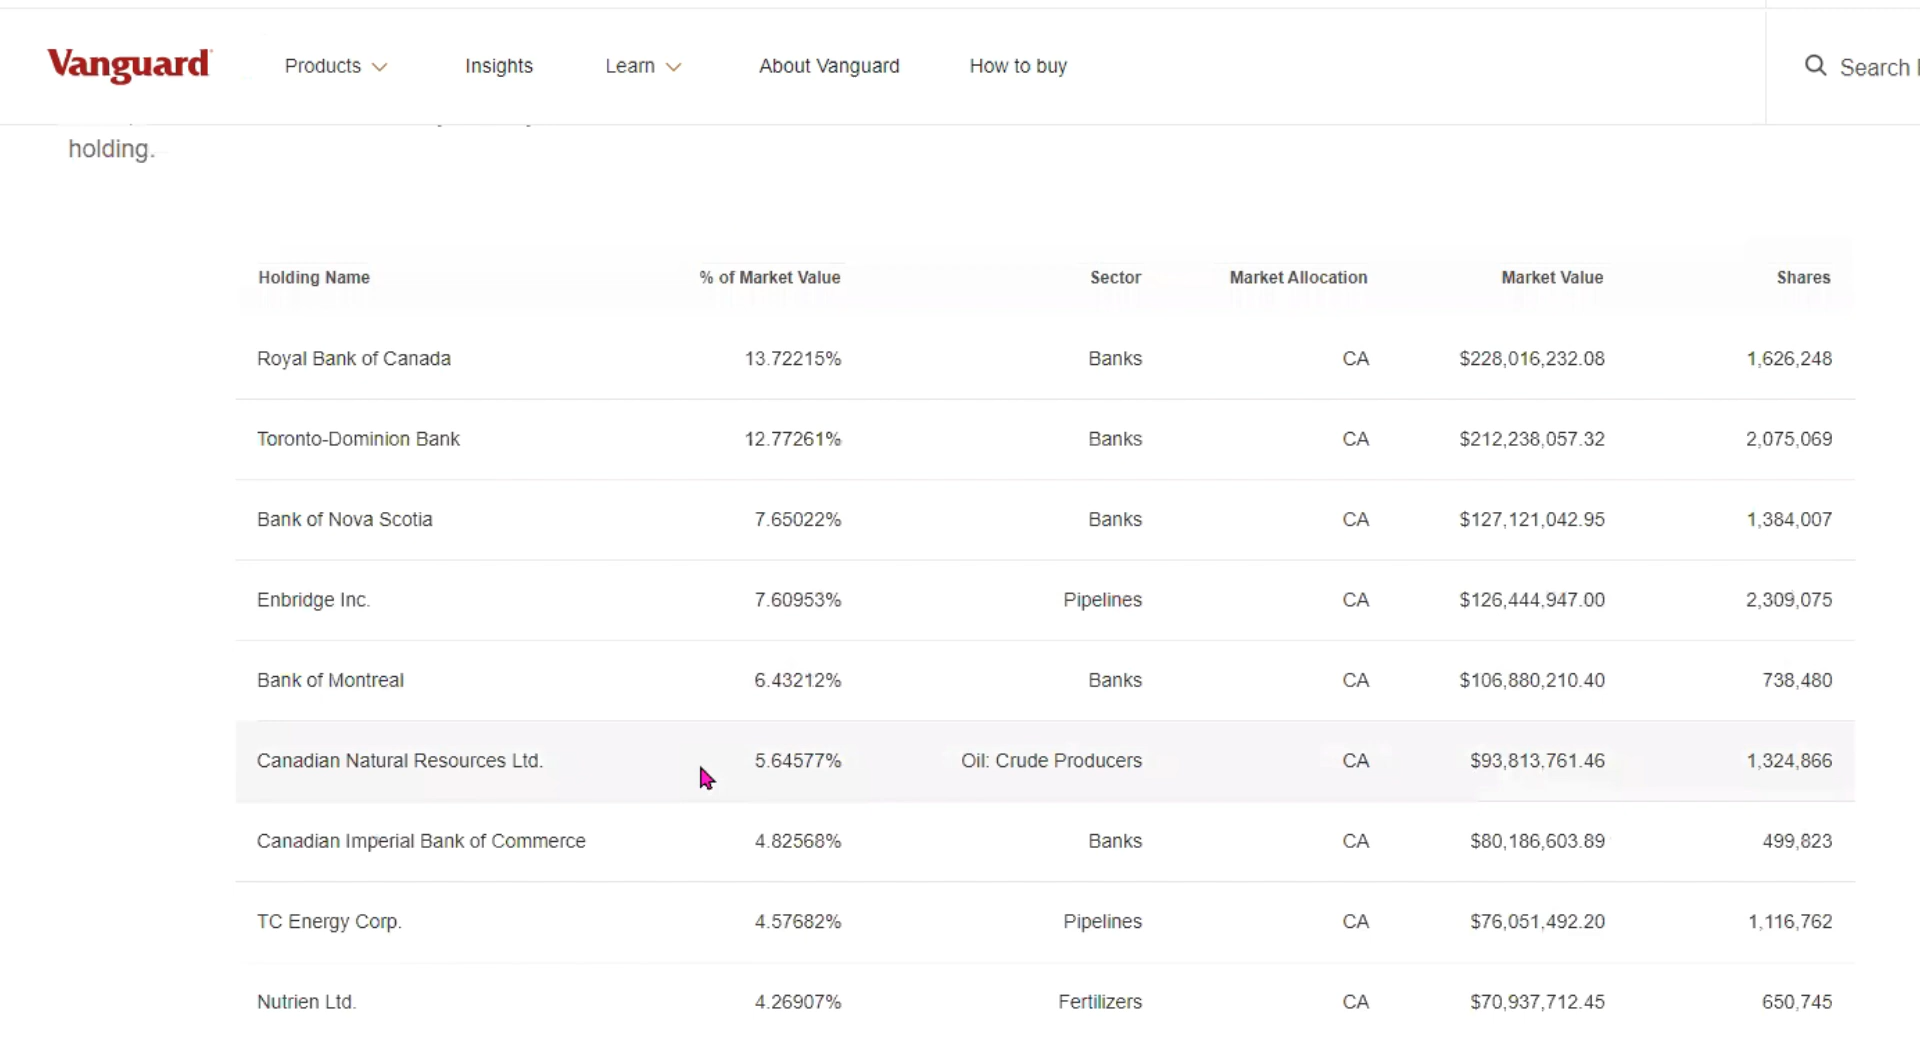 Vanguard Products Insights Learn About Vanguard How to buy Search
holding.
Holding Name % of Market Value Sector Market Allocation Market Value Shares
Royal Bank of Canada 13.72215% Banks CA $228,016,232.08 1,626,248
Toronto-Dominion Bank 12.77261% Banks CA $212,238,057.32 2,075,069
Bank of Nova Scotia 7.65022% Banks CA $127,121,042.95 1,384,007
Enbridge Inc. 7.60953% Pipelines CA $126,444,947.00 2,309,075
Bank of Montreal 6.43212% Banks CA $106,880,210.40 738,480
Canadian Natural Resources Ltd. 5.64577% Oil: Crude Producers CA $93,813,761.46 1,324,866
Canadian Imperial Bank of Commerce 4.82568% Banks CA $80,186,603.89 499,823
TC Energy Corp. 4.57682% Pipelines CA $76,051,492.20 1,116,762
Nutrien Ltd. 4.26907% Fertilizers CA $70,937,712.45 650,745